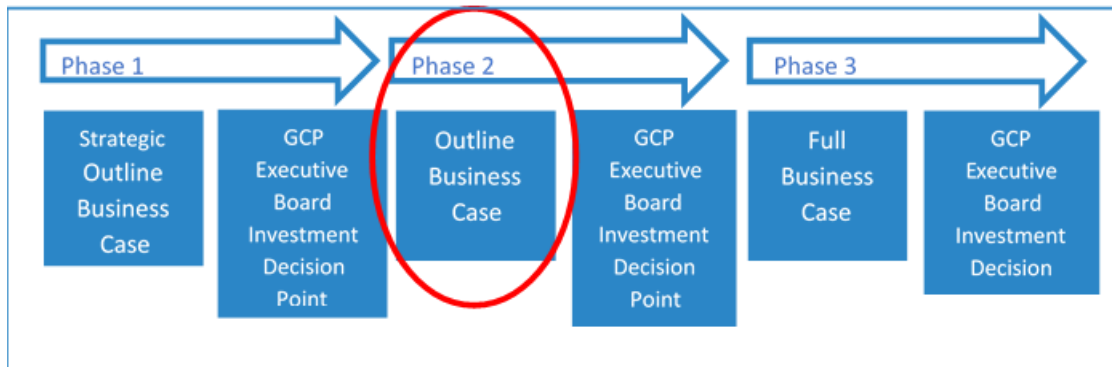 Phase 1
Phase 2
Phase 3
Strategic
Outline
Business
Case
GCP
Executive
Board
Investment
Decision
Point
Outline
Business
Case
GCP
Executive
Board
Investment
Decision
Point
Full
Business
Case
GCP
Executive
Board
Investment
Decision